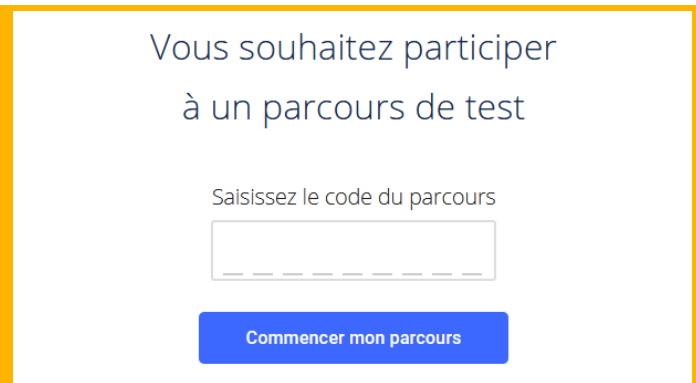 Vous souhaitez participer
à un parcours de test
Saisissez le code du parcours
Commencer mon parcours